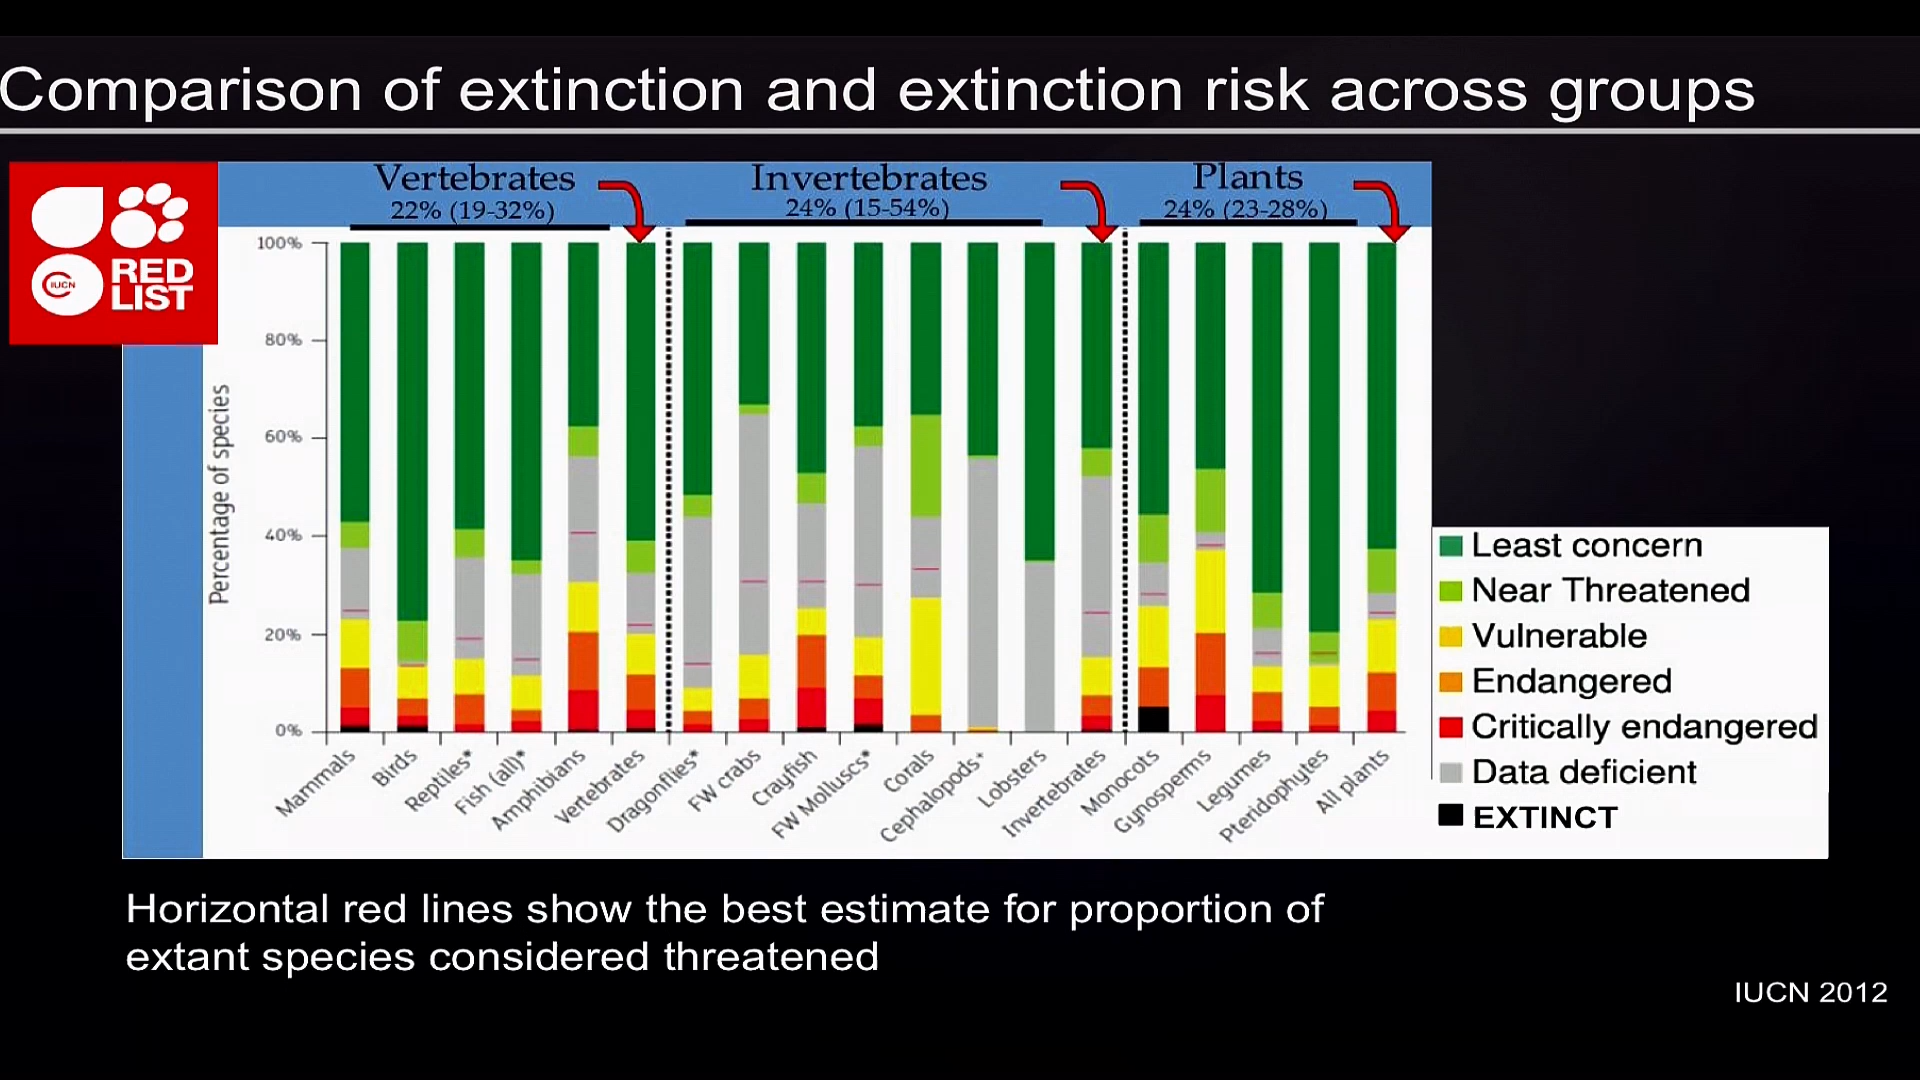 Comparison of extinction and extinction risk across groups
IUCN
RED
LIST
Vertebrates
22% (19-32%)
Invertebrates
24% (15-54%)
Plants
24% (23-28%)
Percentage of species
100%
80%
60%
40%
20%
0%
Mammals
Birds
Reptiles*
Fish (all)*
Amphibians
Vertebrates
Dragonflies*
FW crabs
Crayfish
FW Molluscs*
Corals
Cephalopods+
Lobsters
Invertebrates
Monocots
Gynosperms
Legumes
Pteridophytes
All plants
Least concern
Near Threatened
Vulnerable
Endangered
Critically endangered
Data deficient
EXTINCT
Horizontal red lines show the best estimate for proportion of
extant species considered threatened
IUCN 2012